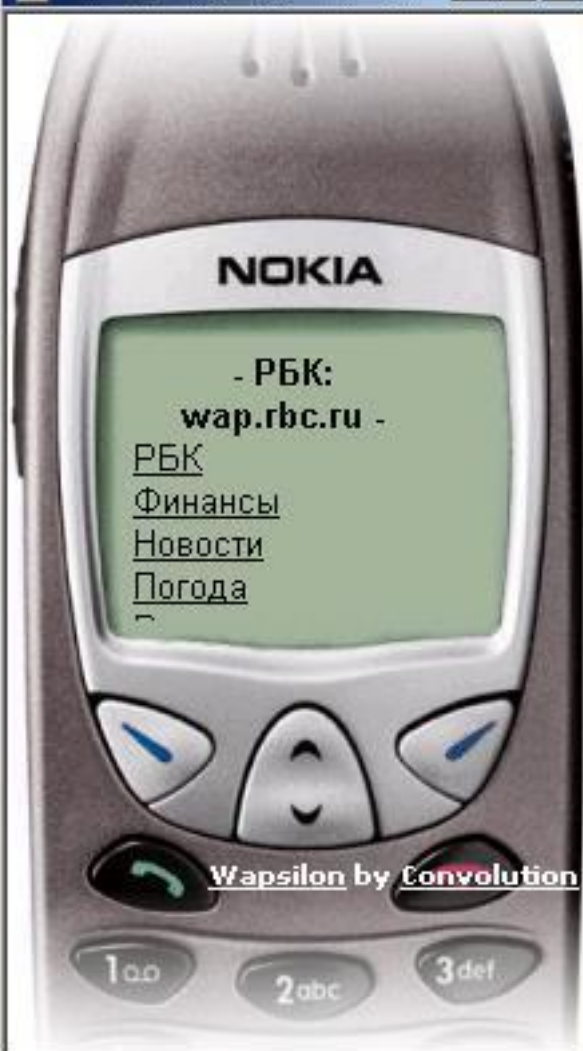 NOKIA
- РБК:
wap.rbc.ru -
РБК
Финансы
Новости
Погода
Wapsilon by Convolution
1
2abc
3def